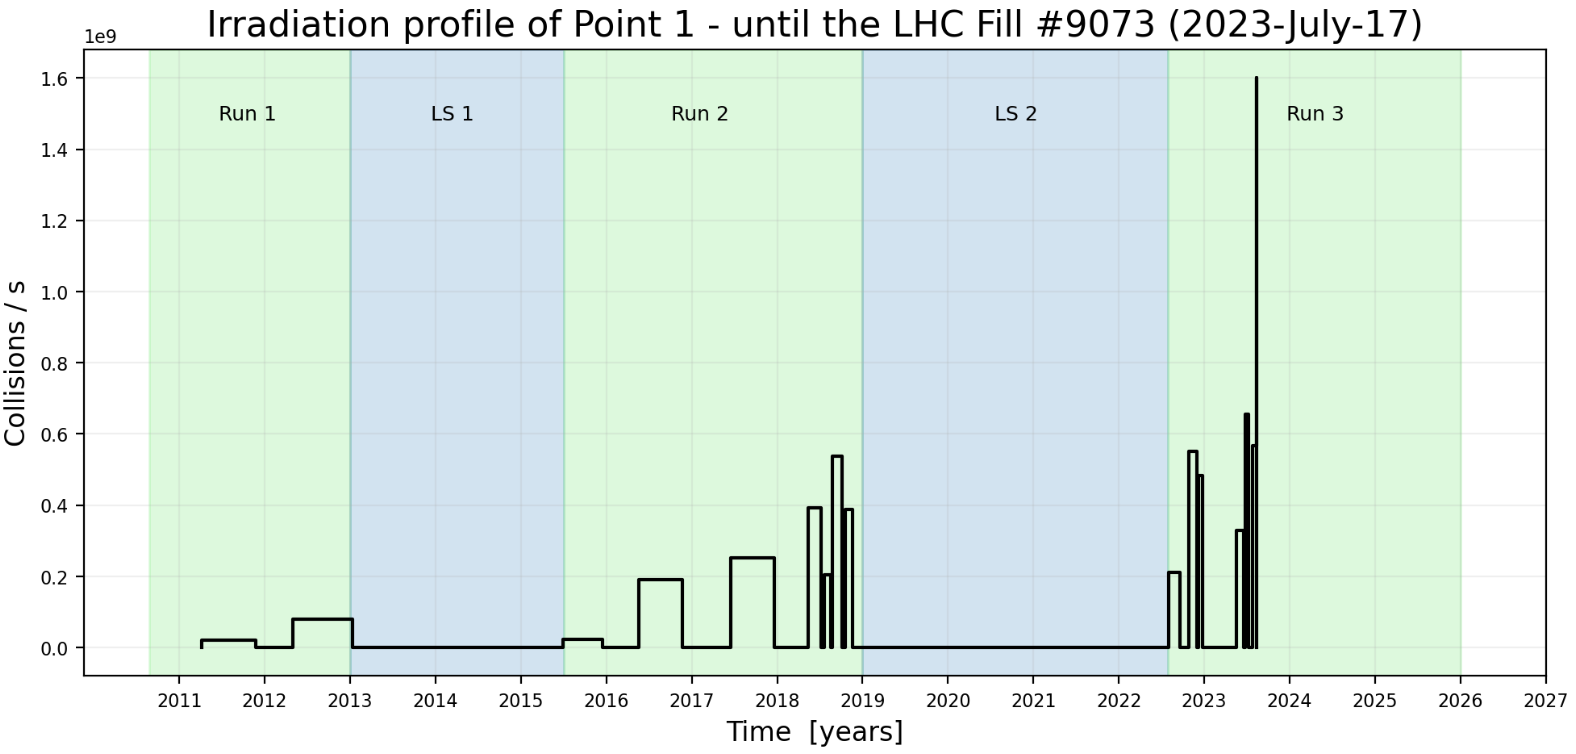 Irradiation profile of Point 1 - until the LHC Fill #9073 (2023-July-17)
1e9
1.6
1.4
1.2
1.0
0.8
0.6
0.4
0.2
0.0
Collisions / s
Run 1
LS 1
Run 2
LS 2
Run 3
2011 2012 2013 2014 2015 2016 2017 2018 2019 2020 2021 2022 2023 2024 2025 2026 2027
Time [years]